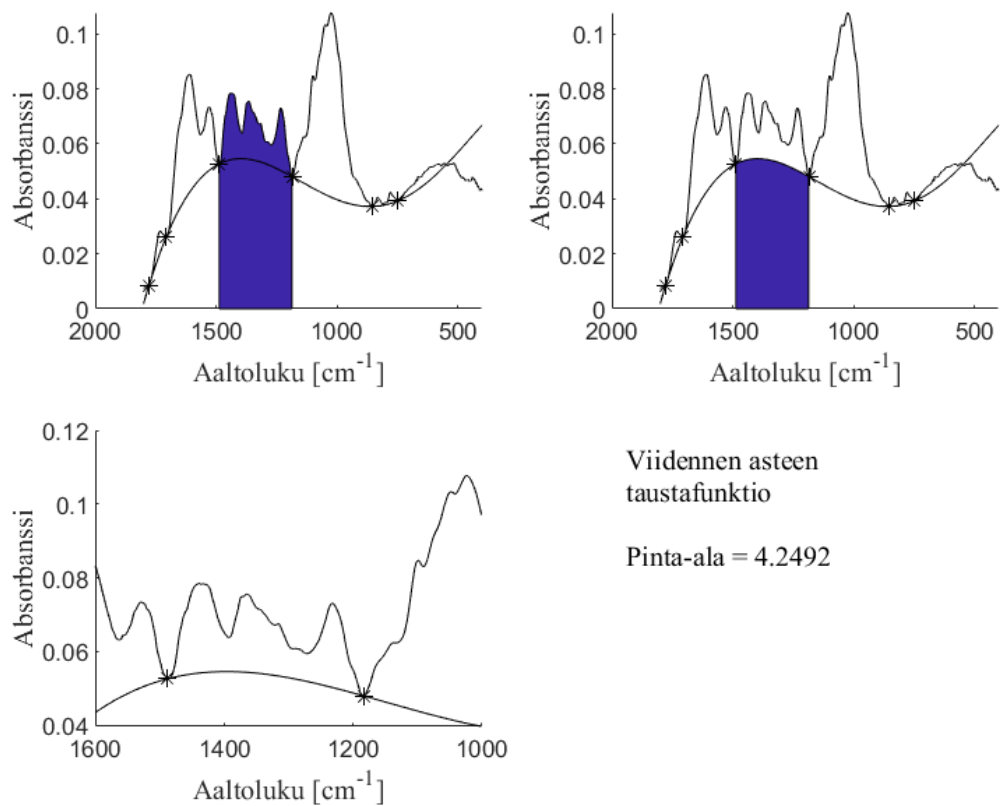 0.1
0.08
0.06
0.04
0.02
0
2000 1500 1000 500
Absorbanssi
Aaltoluku [cm⁻¹]
0.1
0.08
0.06
0.04
0.02
0
2000 1500 1000 500
Absorbanssi
Aaltoluku [cm⁻¹]
0.12
0.1
0.08
0.06
0.04
1600 1400 1200 1000
Absorbanssi
Aaltoluku [cm⁻¹]
Viidennen asteen
taustafunktio
Pinta-ala = 4.2492